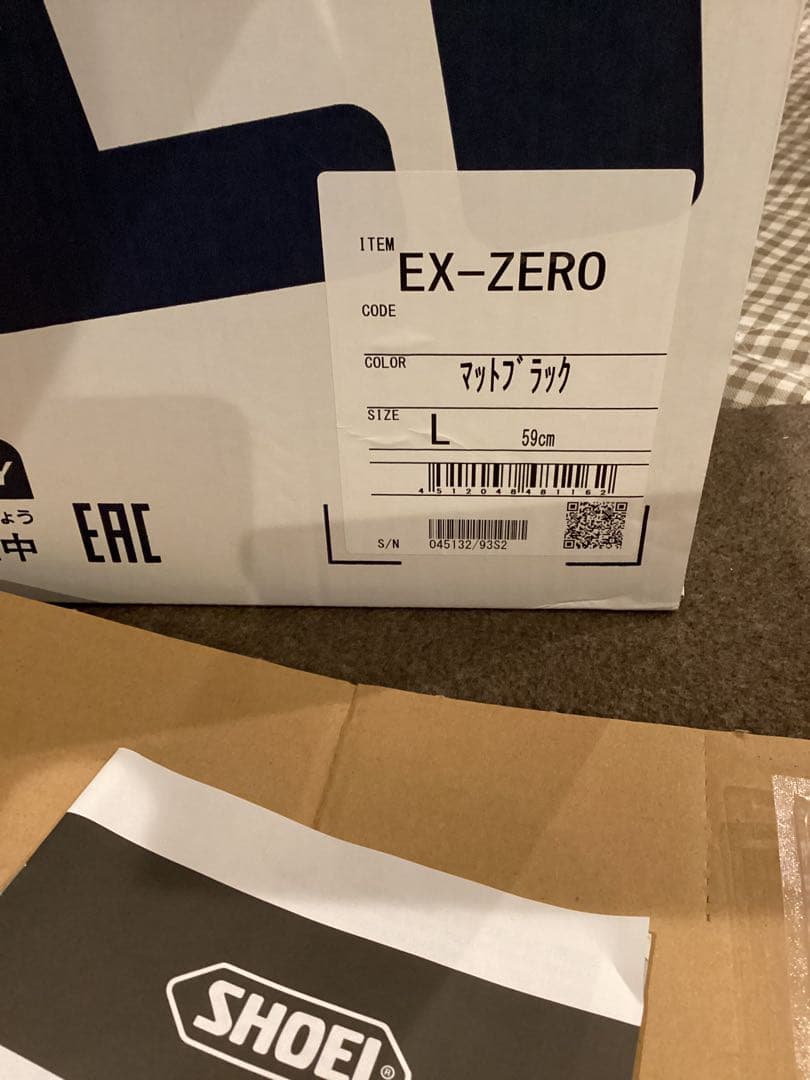 ITEM
EX-ZERO
CODE
COLOR
マットブラック
SIZE
L 59cm
4512048481162
S/N 045132/93S2
Y
ょう
中
EAC
SHOEI®